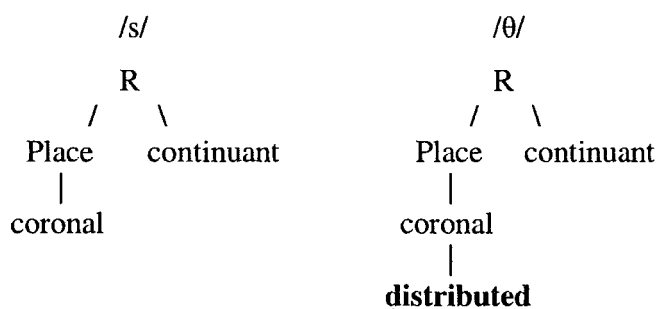 /s/ /θ/
R R
/ \ / \
Place continuant Place continuant
| |
coronal coronal
|
distributed